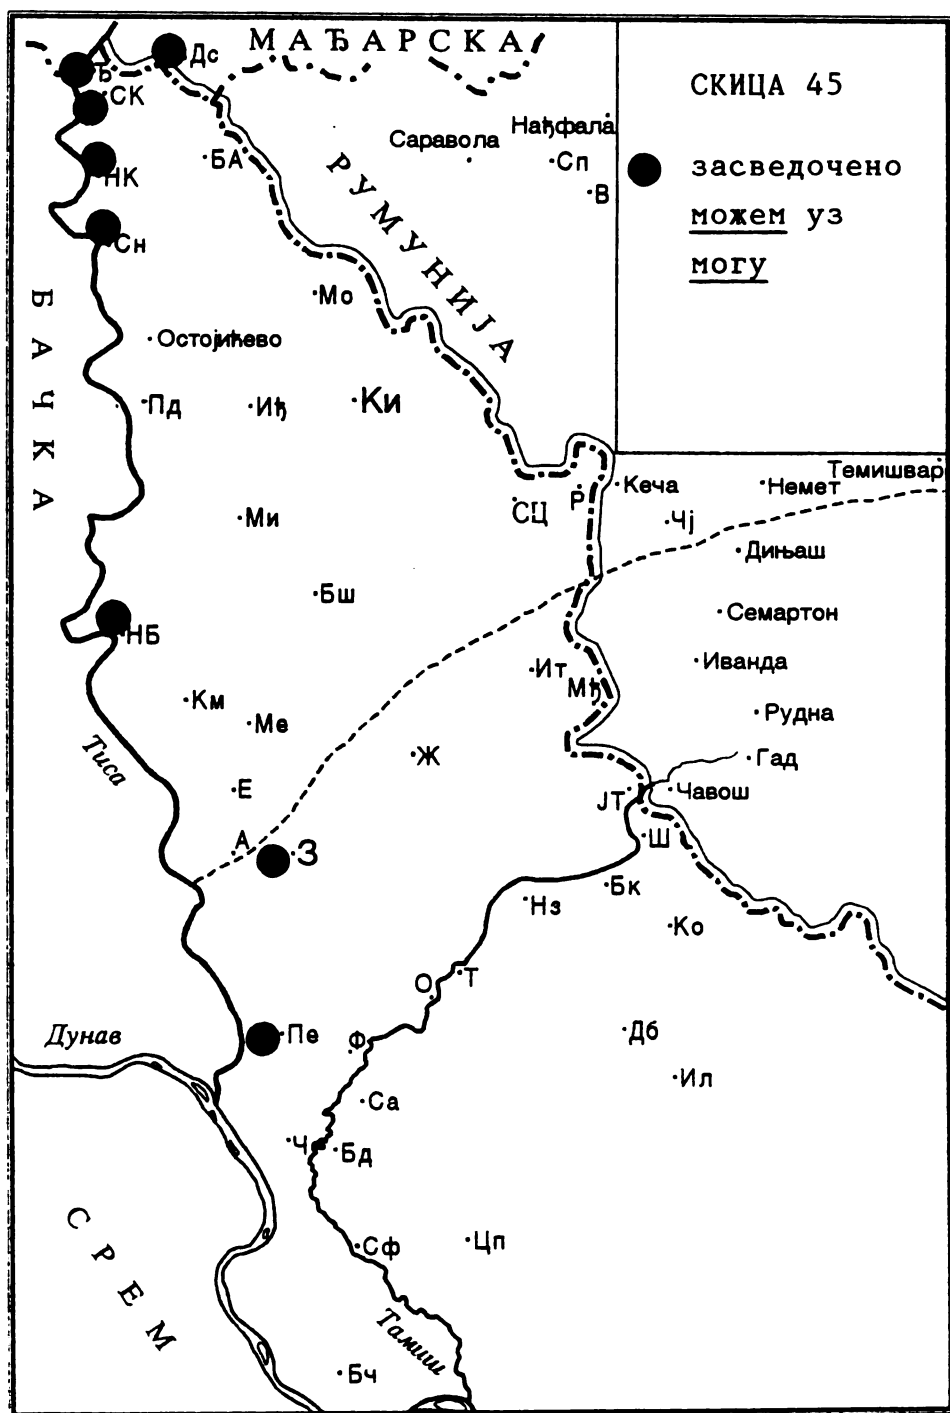 МАЂАРСКА
Ђ
Дс
СК
СКИЦА 45
Нађфала
Саравола
Сп
В
БА
НК
засведочено
можем уз
могу
РУМУНИЈА
Сн
Мо
БАЧКА
Остојићево
Пд
Иђ
Ки
Темишвар
Кеча
Немет
Р
СЦ
Чј
Ми
Дињаш
Бш
Семартон
НБ
Иванда
Ит
Мђ
Км
Рудна
Ме
Тиса
Ж
Гад
Е
ЈТ
Чавош
А
З
Ш
Бк
Нз
Ко
Т
О
Дунав
Пе
Ф
Дб
Ил
Са
Ч
Бд
СРЕМ
Сф
Цп
Тамиш
Бч